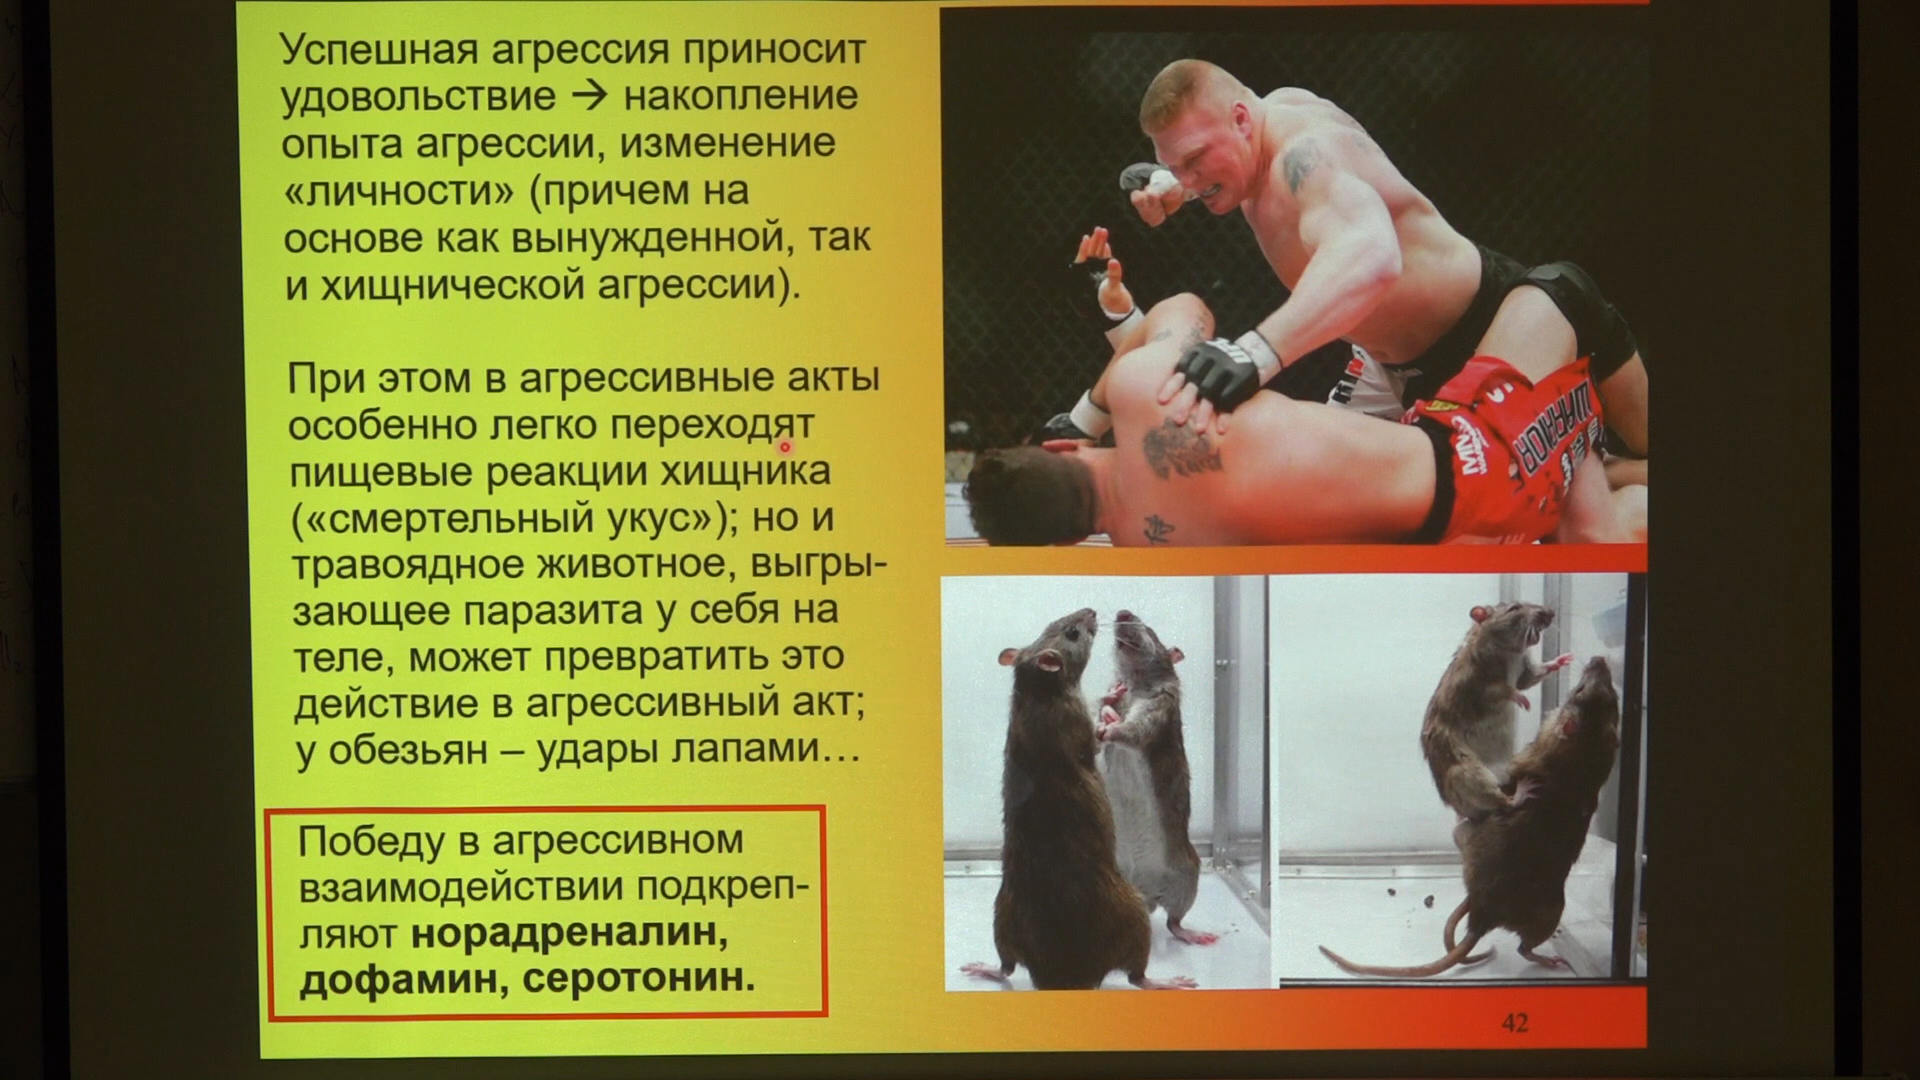 Успешная агрессия приносит
удовольствие → накопление
опыта агрессии, изменение
«личности» (причем на
основе как вынужденной, так
и хищнической агрессии).
При этом в агрессивные акты
особенно легко переходят
пищевые реакции хищника
(«смертельный укус»); но и
травоядное животное, выгры-
зающее паразита у себя на
теле, может превратить это
действие в агрессивный акт;
у обезьян – удары лапами…
Победу в агрессивном
взаимодействии подкреп-
ляют норадреналин,
дофамин, серотонин.
WARRIOR
42